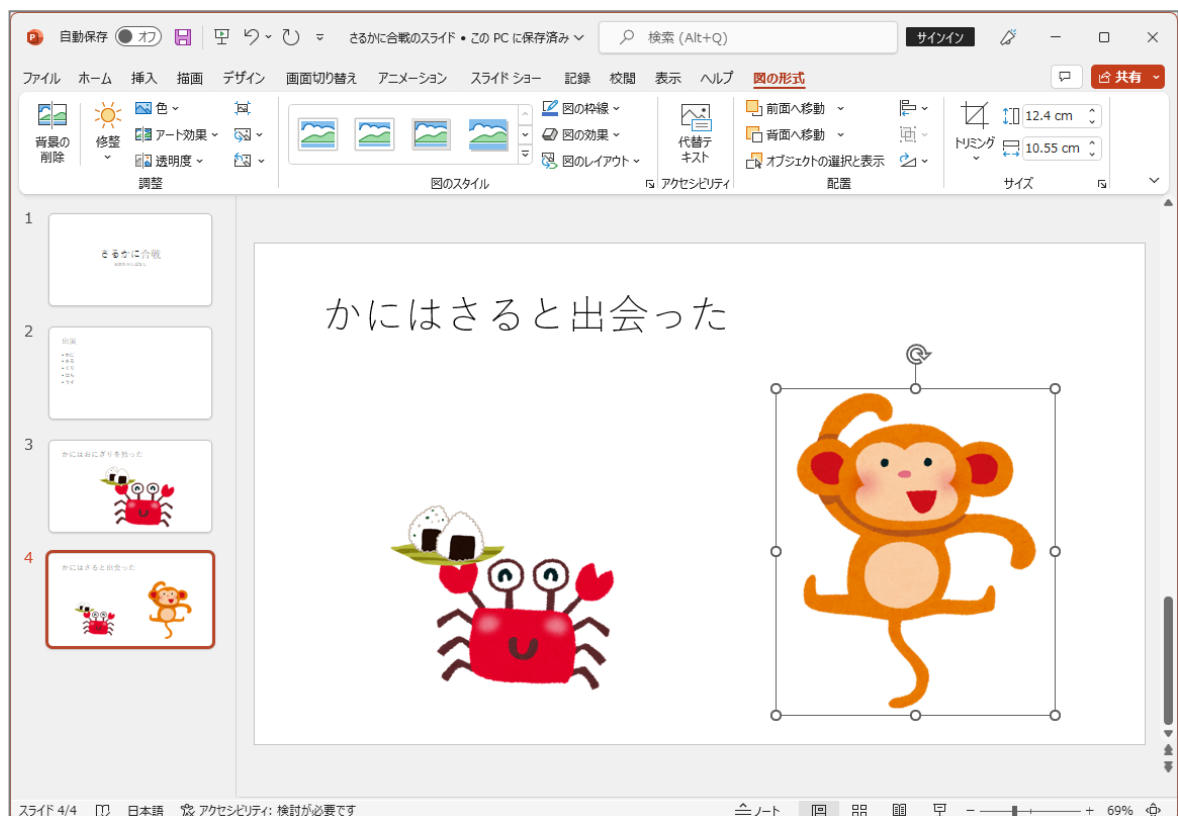 自動保存 オフ さるかに合戦のスライド • この PC に保存済み 検索 (Alt+Q) サインイン
ファイル ホーム 挿入 描画 デザイン 画面切り替え アニメーション スライド ショー 記録 校閲 表示 ヘルプ 図の形式 共有
背景の
削除
修整
色
アート効果
透明度
調整
図の枠線
図の効果
図のレイアウト
図のスタイル
代替テ
キスト
アクセシビリティ
前面へ移動
背面へ移動
オブジェクトの選択と表示
配置
トリミング
12.4 cm
10.55 cm
サイズ
1
さるかに合戦
2
出演
• かに
• さる
• くり
• はち
• うす
3
かにはおにぎりを拾った
4
かにはさると出会った
かにはさると出会った
スライド 4/4 日本語 アクセシビリティ: 検討が必要です ノート 69%